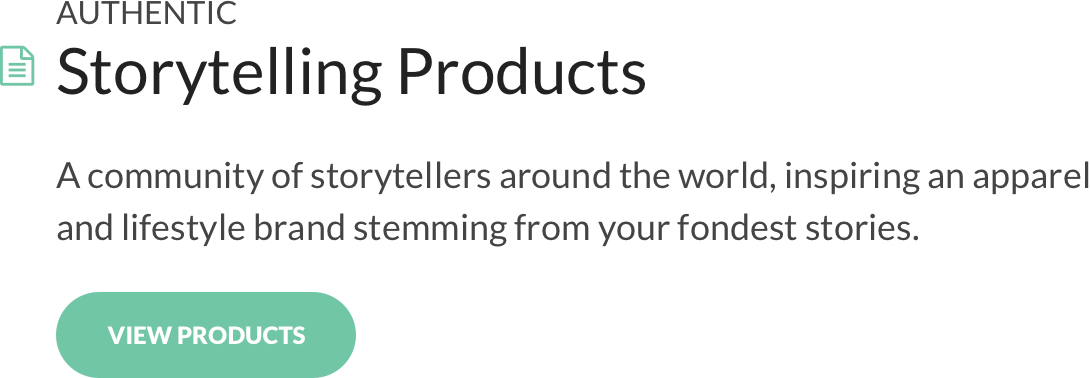 AUTHENTIC
Storytelling Products
A community of storytellers around the world, inspiring an apparel
and lifestyle brand stemming from your fondest stories.
VIEW PRODUCTS